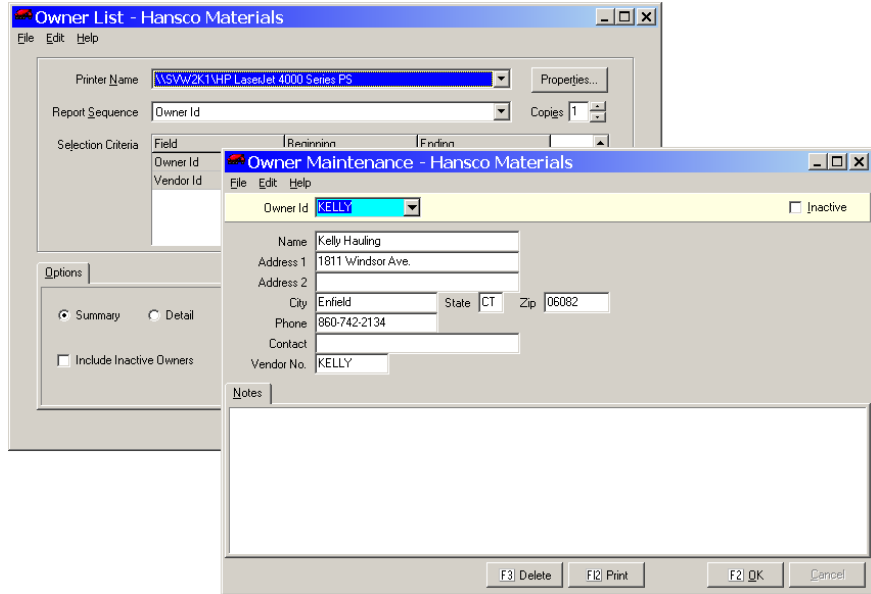 Owner List - Hansco Materials
File Edit Help
Printer Name \\SVW2K1\HP LaserJet 4000 Series PS Properties...
Report Sequence Owner Id Copies 1
Selection Criteria Field Beginning Ending
Owner Id
Vendor Id
Options
Summary Detail
Include Inactive Owners
Owner Maintenance - Hansco Materials
File Edit Help
Owner Id KELLY Inactive
Name Kelly Hauling
Address 1 1811 Windsor Ave.
Address 2
City Enfield State CT Zip 06082
Phone 860-742-2134
Contact
Vendor No. KELLY
Notes
F3 Delete F12 Print F2 OK Cancel